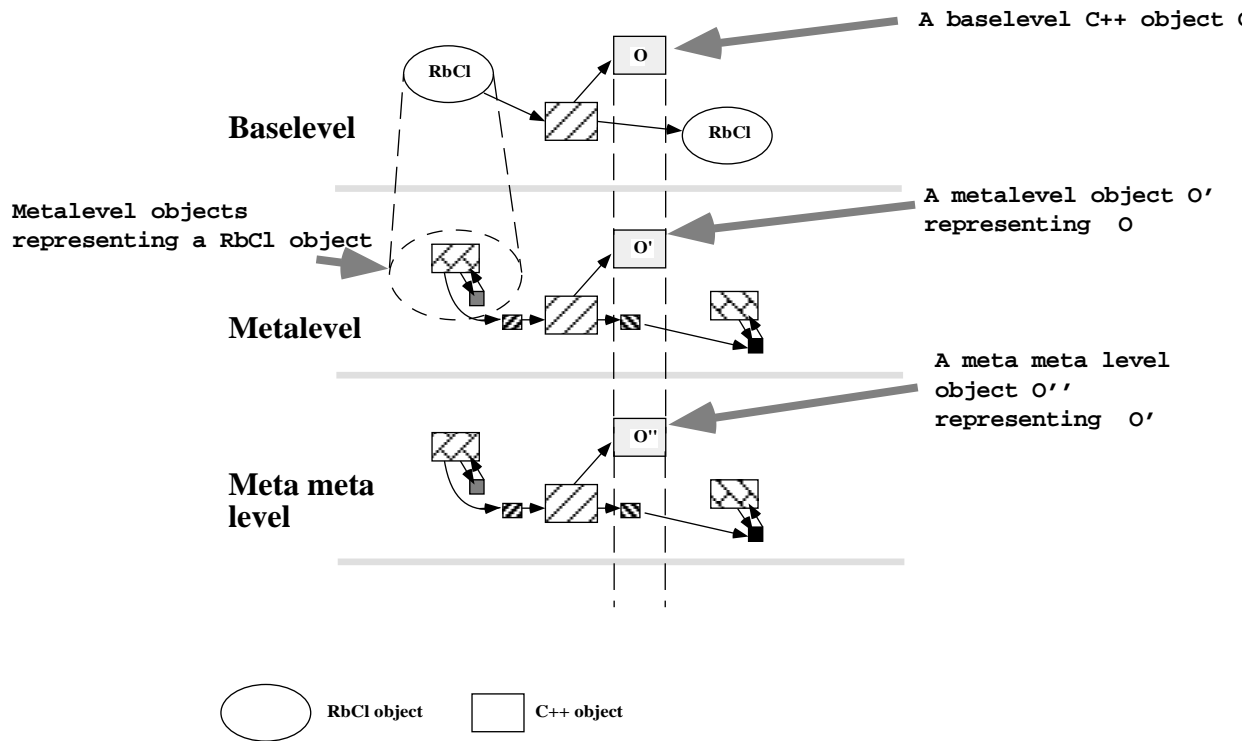 A baselevel C++ object
O
RbCl
Baselevel
RbCl
A metalevel object O'
representing O
Metalevel objects
representing a RbCl object
O'
Metalevel
A meta meta level
object O''
representing O'
O"
Meta meta
level
RbCl object
C++ object